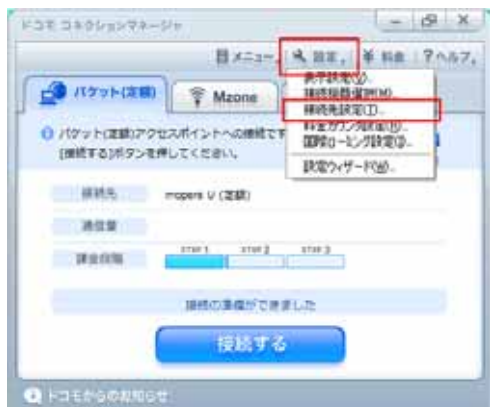 ドコモ コネクションマネージャ
メニュー 設定 料金 ヘルプ
表示設定(V)...
接続機器選択(M)...
接続先設定(T)...
料金カウンタ設定(R)...
国際ローミング設定(I)...
設定ウィザード(W)...
パケット(定額) Mzone
パケット(定額)アクセスポイントへの接続です
[接続する]ボタンを押してください。
接続先 mopera U (定額)
通信量
課金段階 STEP 1 STEP 2 STEP 3
接続の準備ができました
接続する
ドコモからのお知らせ